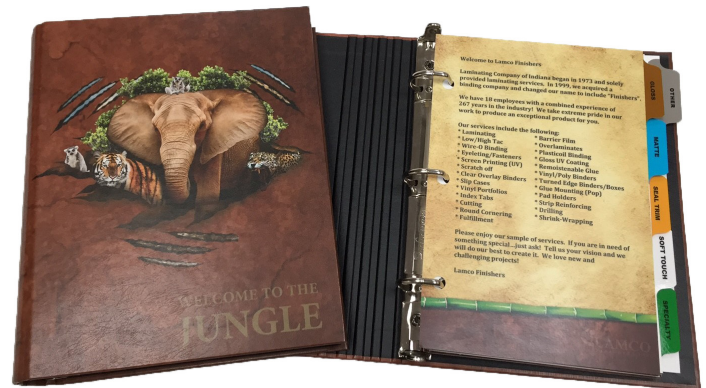 WELCOME TO THE
JUNGLE
Welcome to Lamco Finishers
Laminating Company of Indiana began in 1973 and solely
provided laminating services. In 1999, we acquired a
binding company and changed our name to include "Finishers".
We have 18 employees with a combined experience of
267 years in the industry! We take extreme pride in our
work to produce an exceptional product for you.
Our services include the following:
* Laminating
* Low/High Tac
* Wire-O Binding
* Eyeleting/Fasteners
* Screen Printing (UV)
* Scratch off
* Clear Overlay Binders
* Slip Cases
* Vinyl Portfolios
* Index Tabs
* Cutting
* Round Cornering
* Fulfillment
* Barrier Film
* Overlaminates
* Plasticoil Binding
* Gloss UV Coating
* Remoistenable Glue
* Vinyl/Poly Binders
* Turned Edge Binders/Boxes
* Glue Mounting (Pop)
* Pad Holders
* Strip Reinforcing
* Drilling
* Shrink-Wrapping
Please enjoy our sample of services. If you are in need of
something special...just ask! Tell us your vision and we
will do our best to create it. We love new and
challenging projects!
Lamco Finishers
LAMCO
GLOSS
OTHER
MATTE
SEAL TRIM
SOFT TOUCH
SPECIALTY